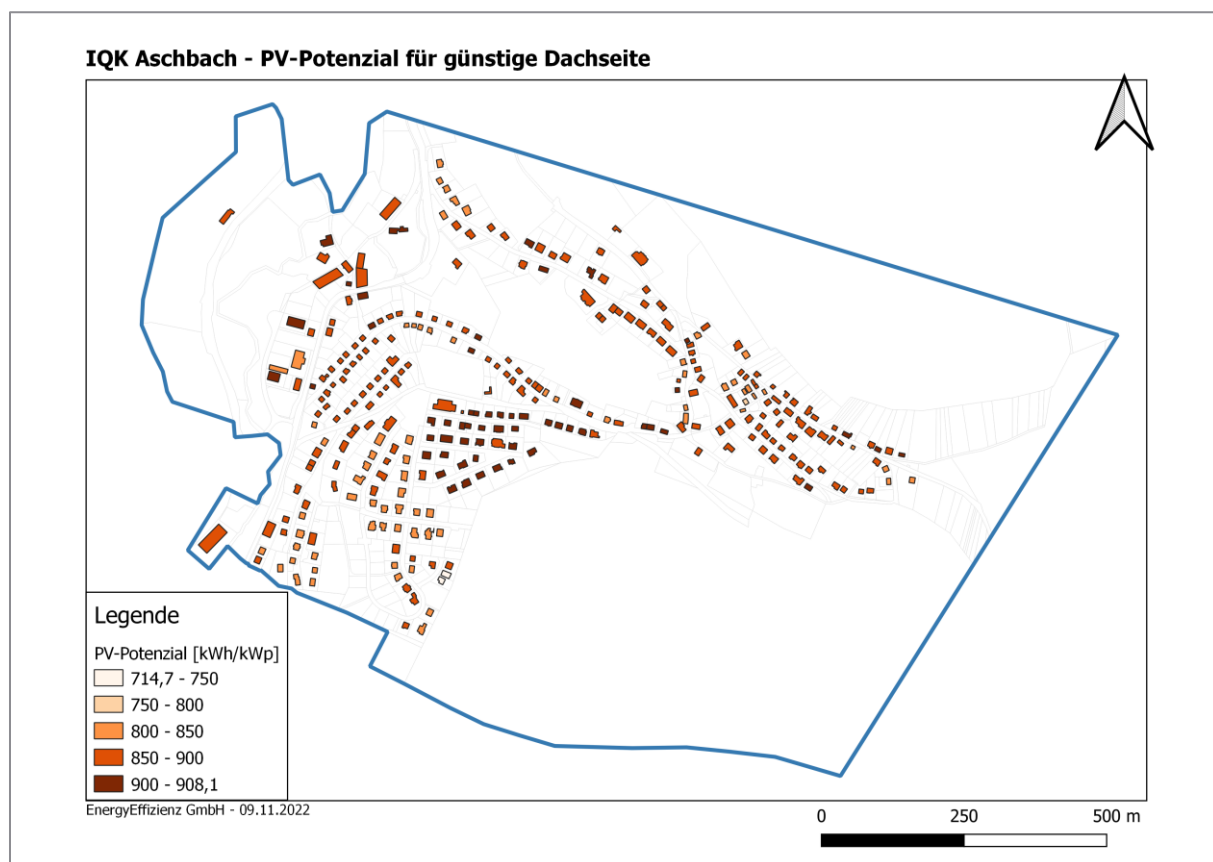 IQK Aschbach - PV-Potenzial für günstige Dachseite
Legende
PV-Potenzial [kWh/kWp]
714,7 - 750
750 - 800
800 - 850
850 - 900
900 - 908,1
EnergyEffizienz GmbH - 09.11.2022
0 250 500 m